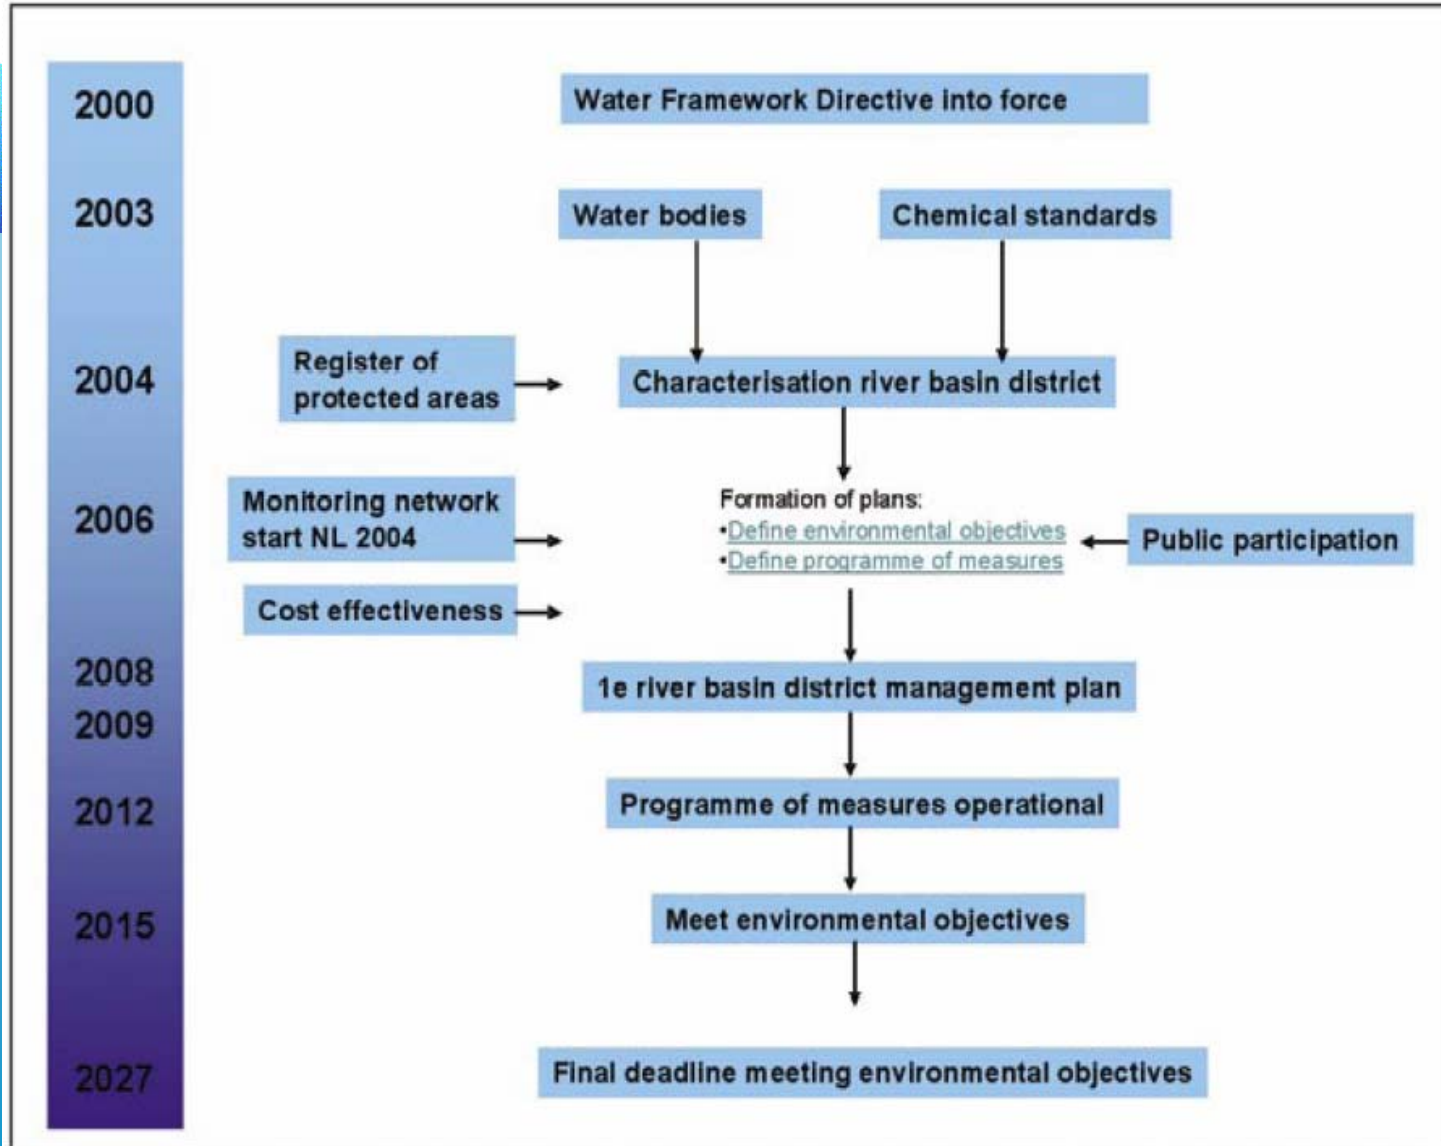 2000
Water Framework Directive into force
2003
Water bodies
Chemical standards
2004
Register of
protected areas
Characterisation river basin district
2006
Monitoring network
start NL 2004
Formation of plans:
•Define environmental objectives
•Define programme of measures
Public participation
Cost effectiveness
2008
1e river basin district management plan
2009
2012
Programme of measures operational
2015
Meet environmental objectives
2027
Final deadline meeting environmental objectives